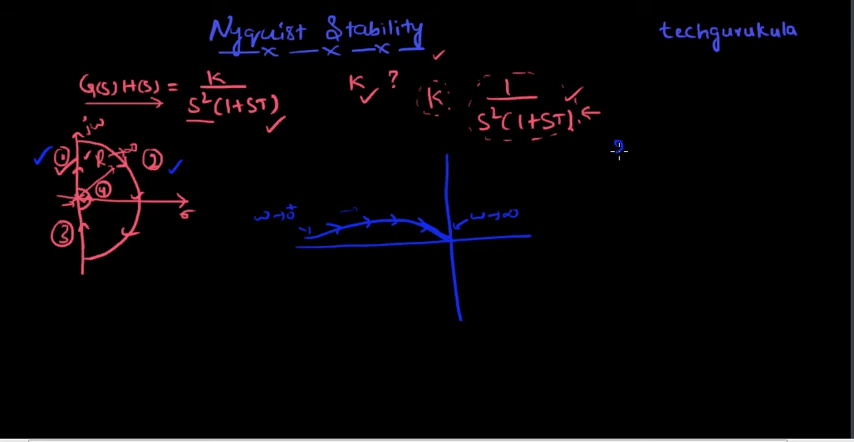 Nyquist Stability
techgurukula
G(s) H(s) = K / S²(1+ST)
K ?
K 1 / S²(1+ST)
jω
① R→∞ ②
④
σ
③
ω→0⁺
ω→∞